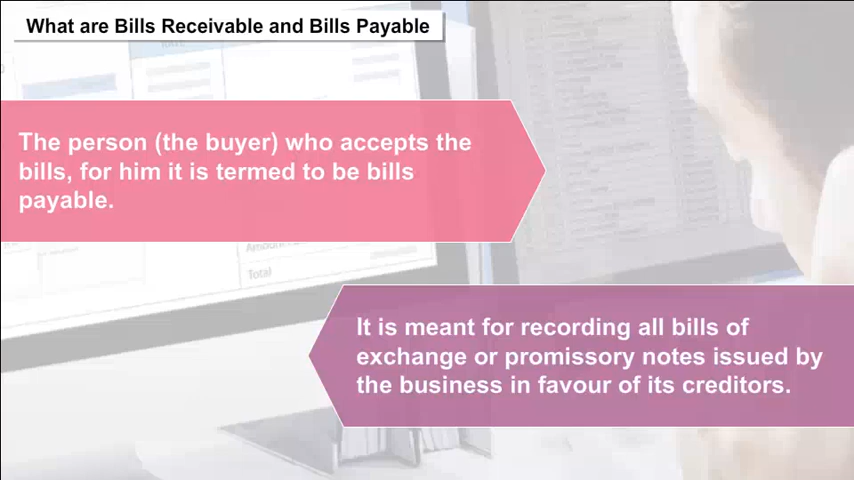 What are Bills Receivable and Bills Payable
The person (the buyer) who accepts the
bills, for him it is termed to be bills
payable.
Total
It is meant for recording all bills of
exchange or promissory notes issued by
the business in favour of its creditors.